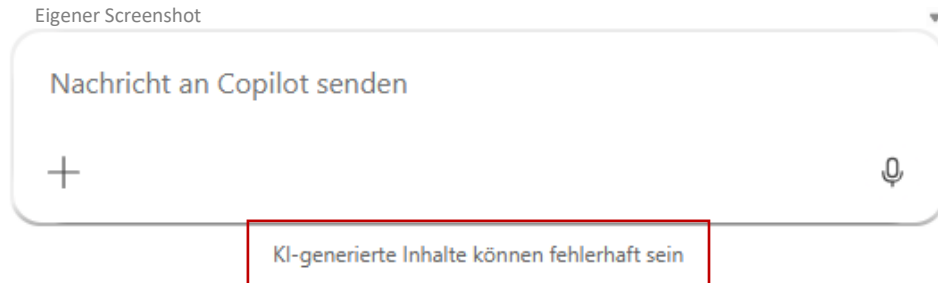 Eigener Screenshot
Nachricht an Copilot senden
KI-generierte Inhalte können fehlerhaft sein